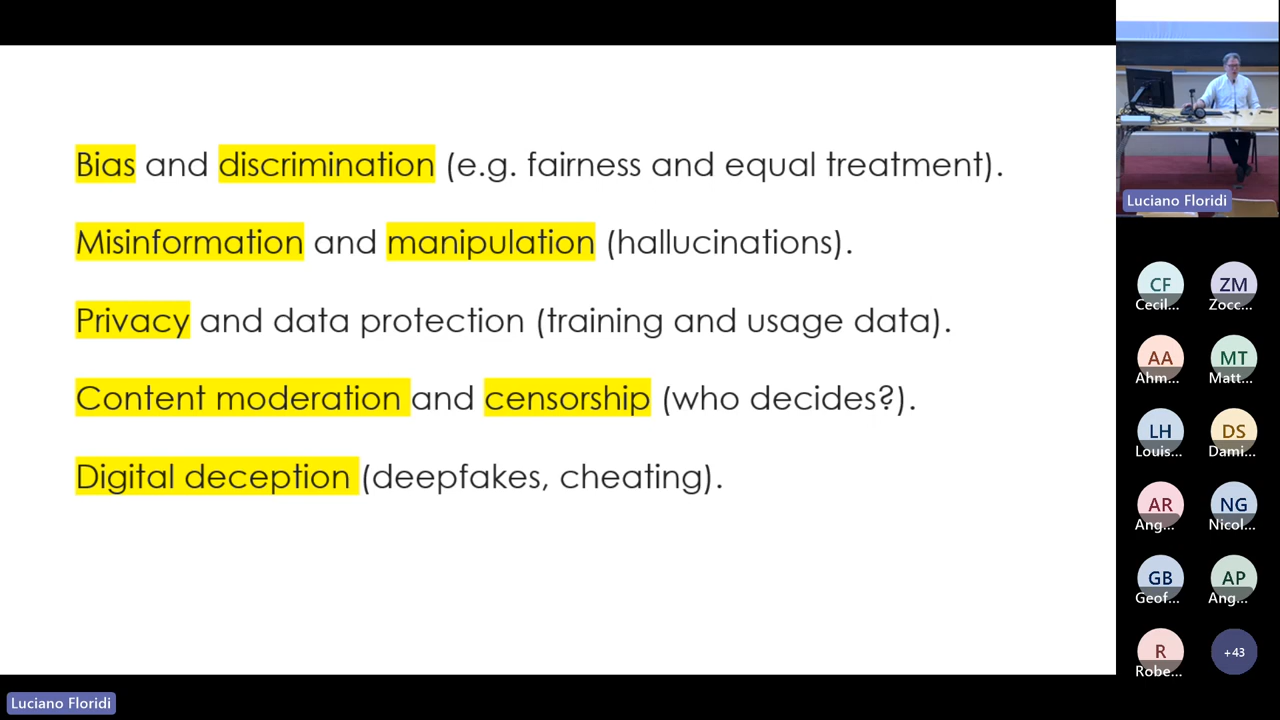 Bias and discrimination (e.g. fairness and equal treatment).
Misinformation and manipulation (hallucinations).
Privacy and data protection (training and usage data).
Content moderation and censorship (who decides?).
Digital deception (deepfakes, cheating).
Luciano Floridi
Luciano Floridi
CF
Cecil...
ZM
Zocc...
AA
Ahm...
MT
Matt...
LH
Louis...
DS
Dami...
AR
Ang...
NG
Nicol...
GB
Geof...
AP
Ang...
R
Robe...
+43